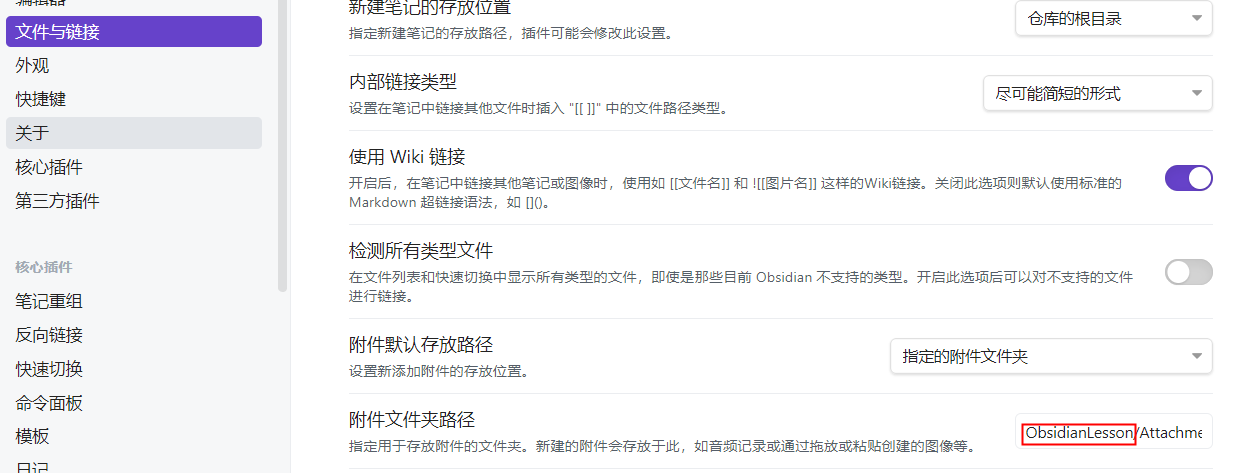 编辑器
文件与链接
外观
快捷键
关于
核心插件
第三方插件
核心插件
笔记重组
反向链接
快速切换
命令面板
模板
日记
新建笔记的存放位置
指定新建笔记的存放路径，插件可能会修改此设置。
仓库的根目录
内部链接类型
设置在笔记中链接其他文件时插入 "[[ ]]" 中的文件路径类型。
尽可能简短的形式
使用 Wiki 链接
开启后，在笔记中链接其他笔记或图像时，使用如 [[文件名]] 和 ![[图片名]] 这样的Wiki链接。关闭此选项则默认使用标准的
Markdown 超链接语法，如 []()。
检测所有类型文件
在文件列表和快速切换中显示所有类型的文件，即使是那些目前 Obsidian 不支持的类型。开启此选项后可以对不支持的文件
进行链接。
附件默认存放路径
设置新添加附件的存放位置。
指定的附件文件夹
附件文件夹路径
指定用于存放附件的文件夹。新建的附件会存放于此，如音频记录或通过拖放或粘贴创建的图像等。
ObsidianLesson/Attachme